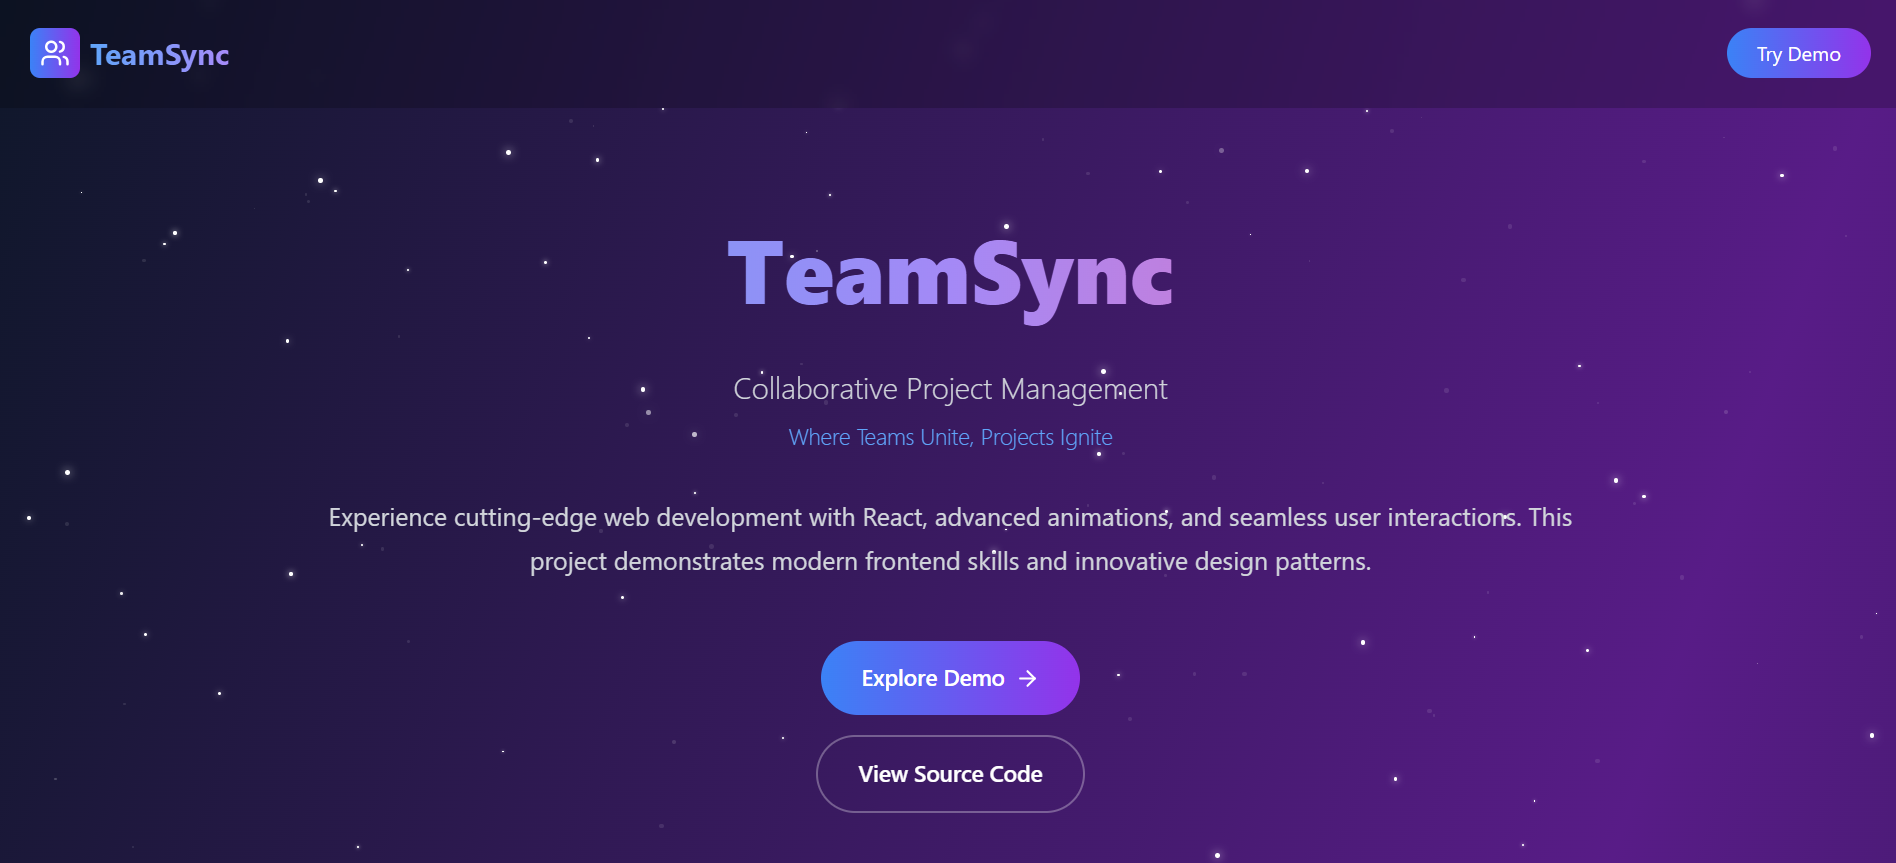 TeamSync
Try Demo
TeamSync
Collaborative Project Management
Where Teams Unite, Projects Ignite
Experience cutting-edge web development with React, advanced animations, and seamless user interactions. This
project demonstrates modern frontend skills and innovative design patterns.
Explore Demo →
View Source Code